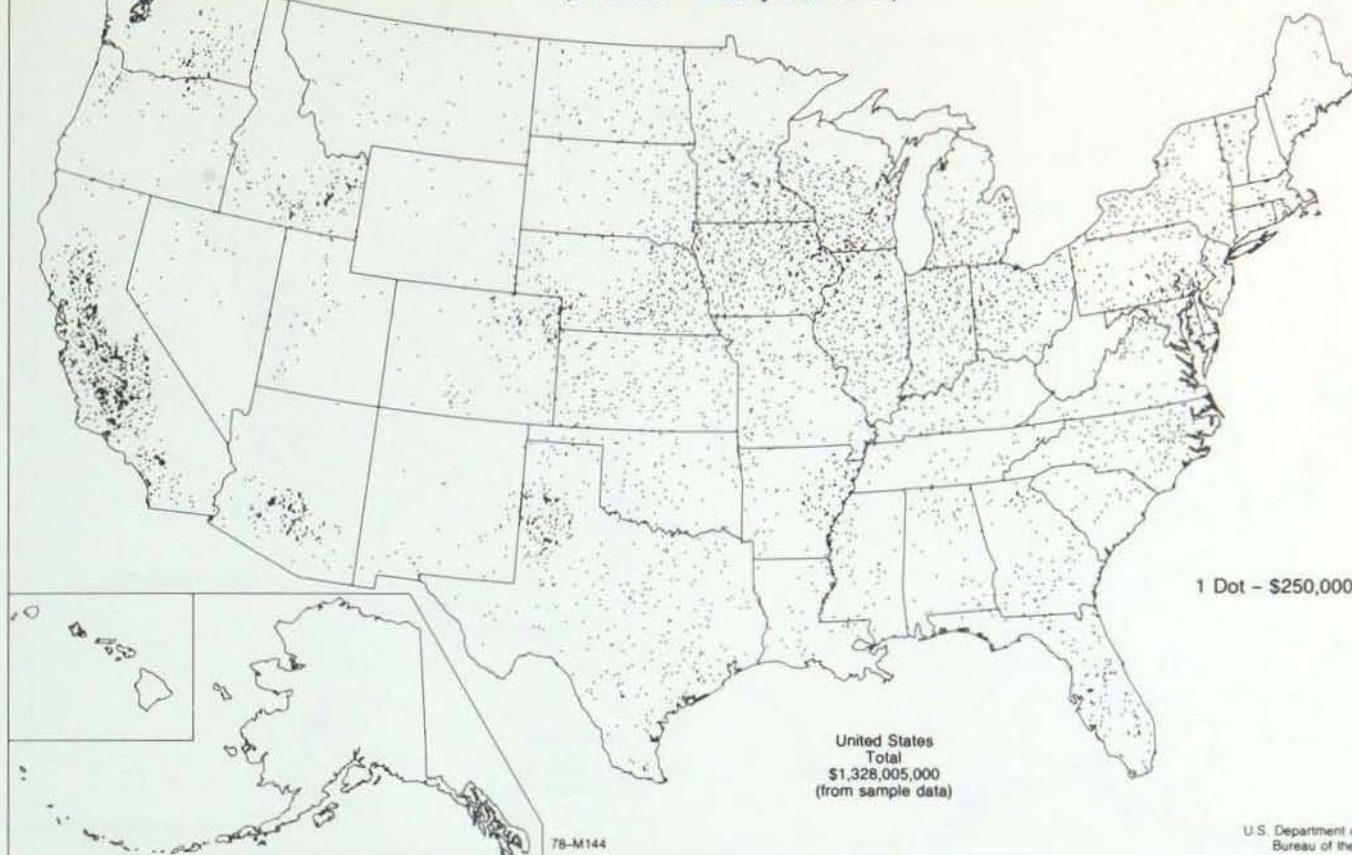 1 Dot – $250,000
United States
Total
$1,328,005,000
(from sample data)
78–M144
U.S. Department
Bureau of the